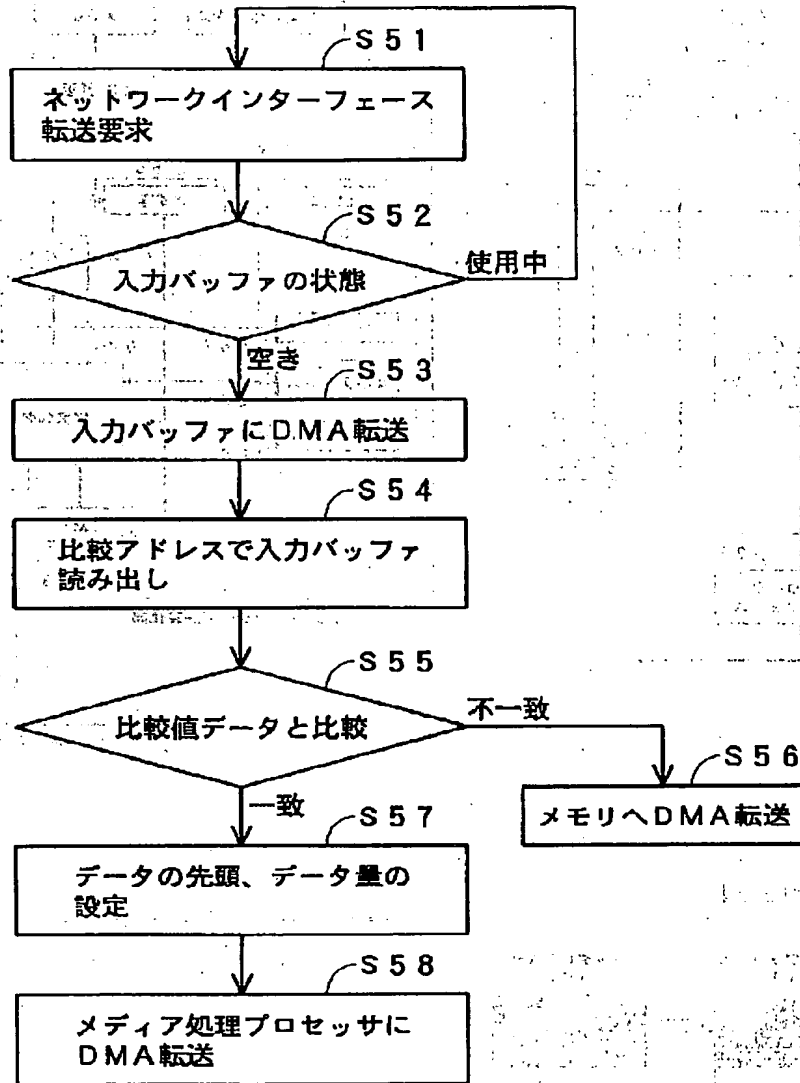 S51
ネットワークインターフェース
転送要求
S52
入力バッファの状態
使用中
空き
S53
入力バッファにDMA転送
S54
比較アドレスで入力バッファ
読み出し
S55
比較値データと比較
不一致
S56
メモリへDMA転送
一致
S57
データの先頭、データ量の
設定
S58
メディア処理プロセッサに
DMA転送